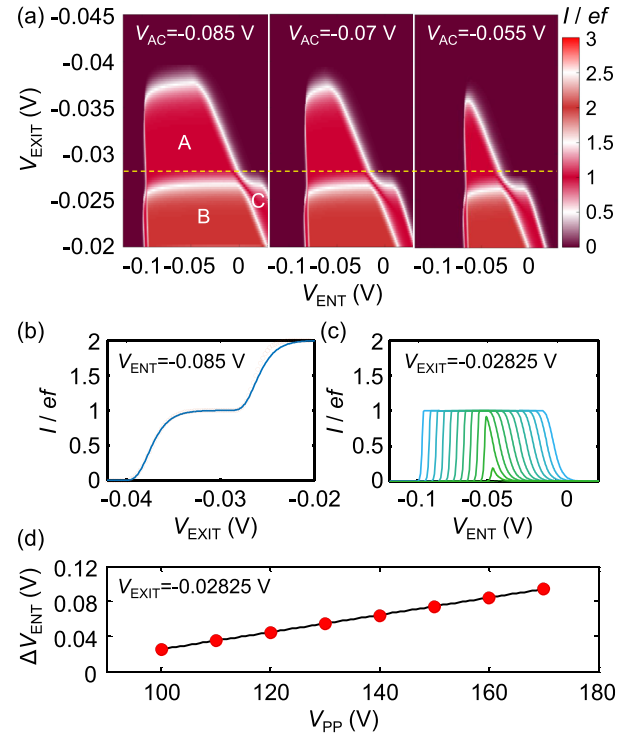 (a)
V_AC=-0.085 V
V_AC=-0.07 V
V_AC=-0.055 V
I / ef
A
B
C
-0.045
-0.04
-0.035
-0.03
-0.025
-0.02
V_EXIT (V)
3
2.5
2
1.5
1
0.5
0
-0.1 -0.05 0
-0.1 -0.05 0
-0.1 -0.05 0
V_ENT (V)
(b)
V_ENT=-0.085 V
2
1.5
1
0.5
0
I / ef
-0.04 -0.03 -0.02
V_EXIT (V)
(c)
V_EXIT=-0.02825 V
2
1.5
1
0.5
0
I / ef
-0.1 -0.05 0
V_ENT (V)
(d)
V_EXIT=-0.02825 V
0.12
0.08
0.04
0
ΔV_ENT (V)
100 120 140 160 180
V_PP (V)